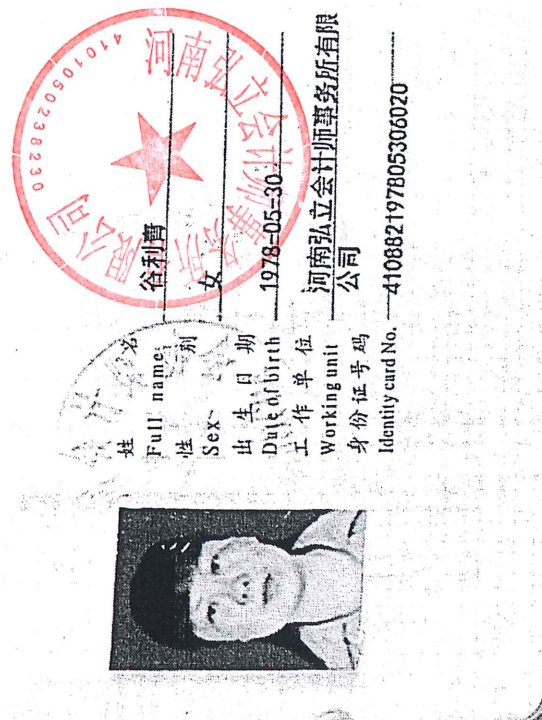 姓名 谷利青
Full name
性别 女
Sex
出生日期 1978-05-30
Date of birth
工作单位 河南弘立会计师事务所有限
Working unit 公司
身份证号码
Identity card No. 410882197805306020
河南弘立会计师事务所有限公司
4101050238230